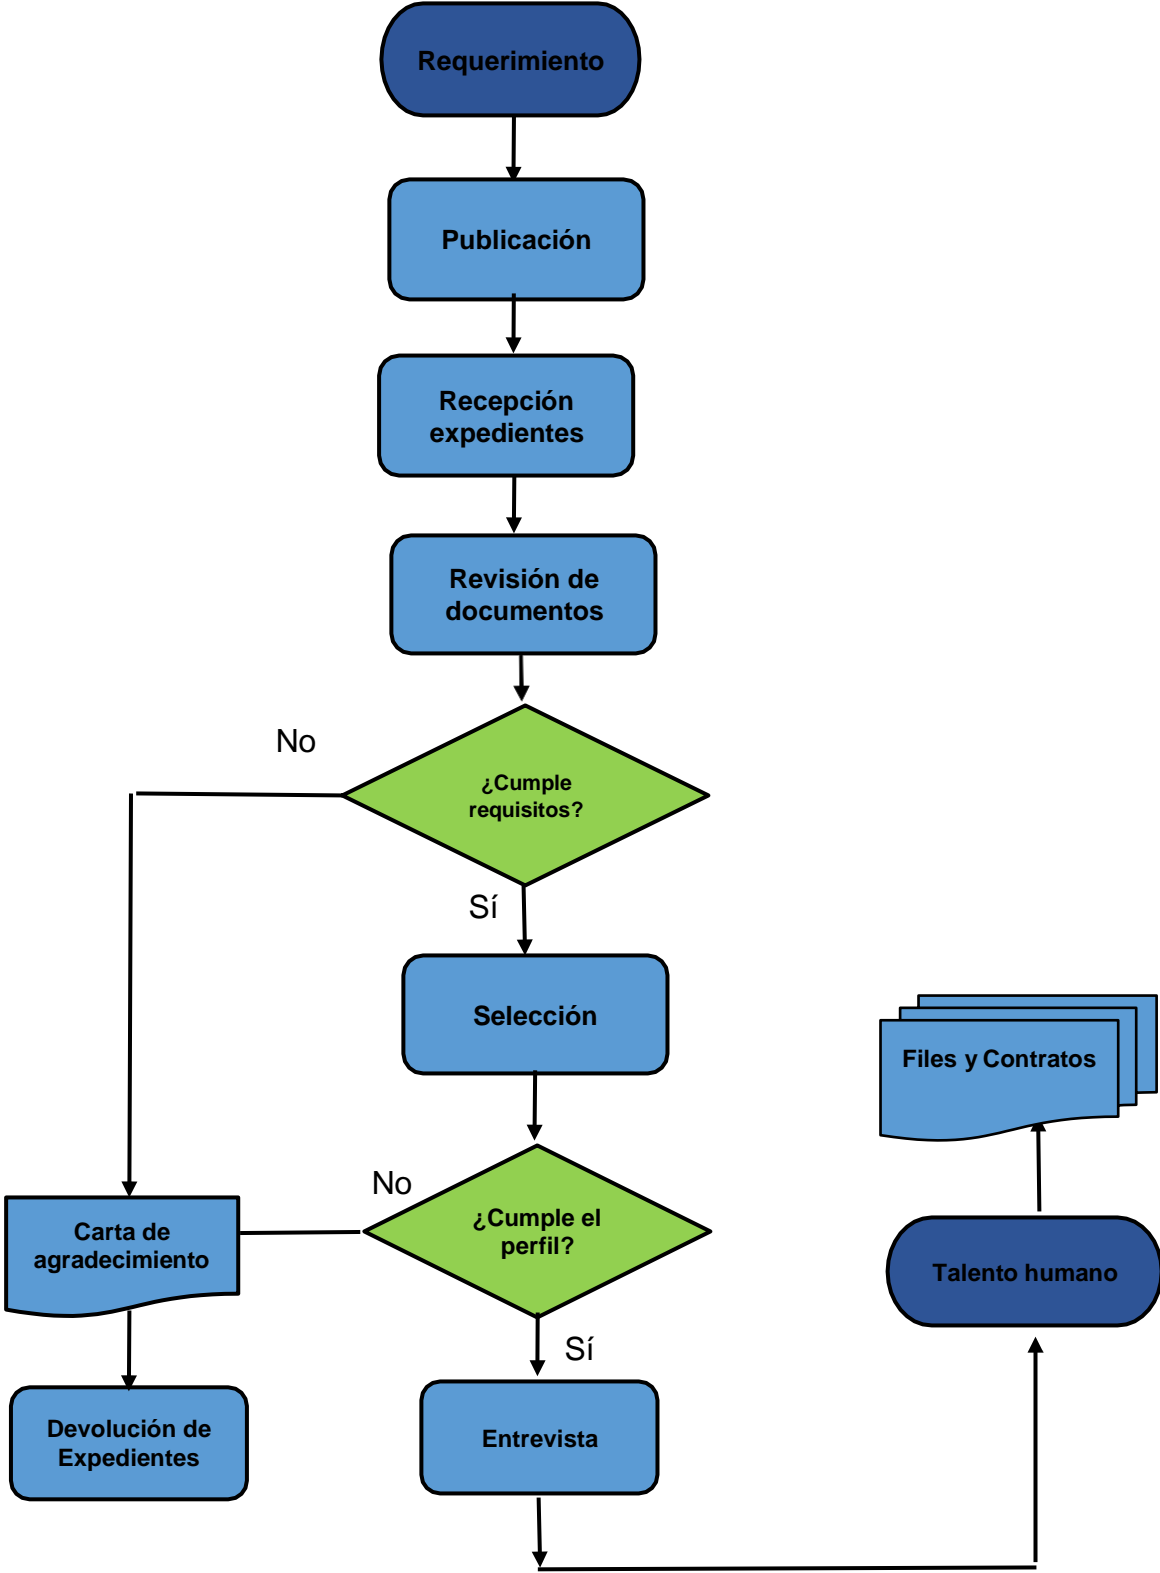 Requerimiento
Publicación
Recepción
expedientes
Revisión de
documentos
No
¿Cumple
requisitos?
Sí
Selección
Files y Contratos
No
¿Cumple el
perfil?
Carta de
agradecimiento
Talento humano
Sí
Devolución de
Expedientes
Entrevista